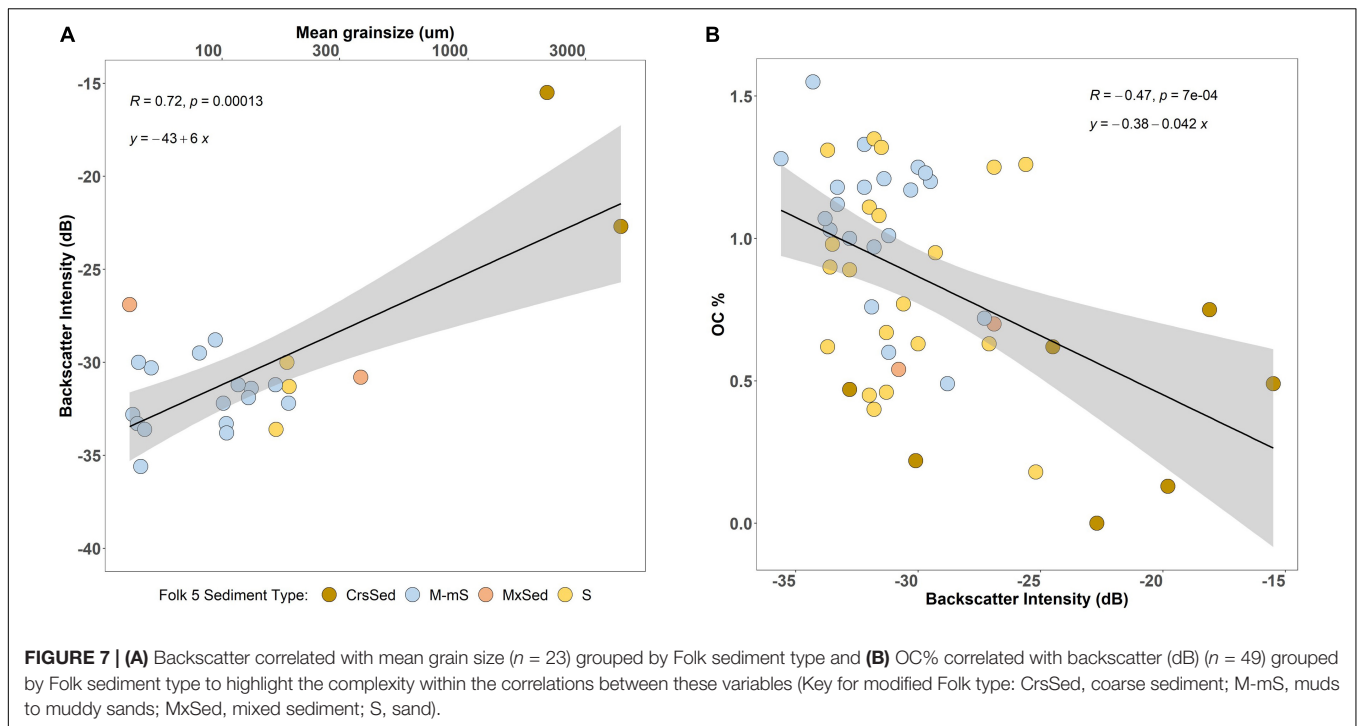 A
Mean grainsize (um)
100 300 1000 3000
R = 0.72, p = 0.00013
y = −43 + 6 x
Backscatter Intensity (dB)
-15
-20
-25
-30
-35
-40
B
R = −0.47, p = 7e−04
y = −0.38 − 0.042 x
OC %
1.5
1.0
0.5
0.0
-35 -30 -25 -20 -15
Backscatter Intensity (dB)
Folk 5 Sediment Type: CrsSed M-mS MxSed S
FIGURE 7 | (A) Backscatter correlated with mean grain size (n = 23) grouped by Folk sediment type and (B) OC% correlated with backscatter (dB) (n = 49) grouped
by Folk sediment type to highlight the complexity within the correlations between these variables (Key for modified Folk type: CrsSed, coarse sediment; M-mS, muds
to muddy sands; MxSed, mixed sediment; S, sand).